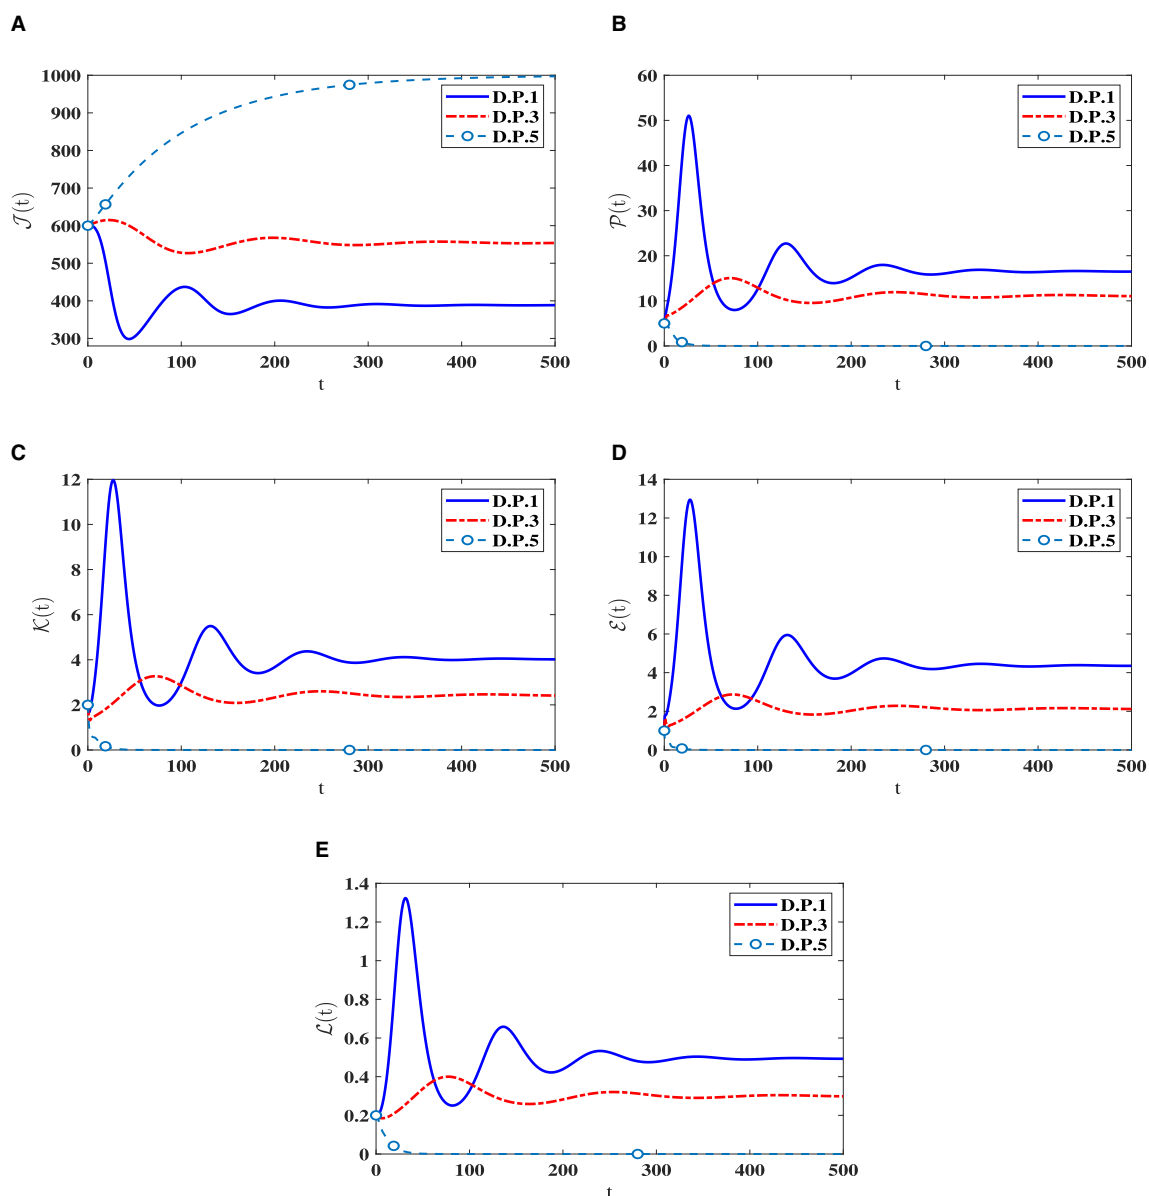 A
1000
900
800
700
600
500
400
300
0 100 200 300 400 500
𝒥(t)
t
D.P.1
D.P.3
D.P.5
B
60
50
40
30
20
10
0
0 100 200 300 400 500
𝒫(t)
t
D.P.1
D.P.3
D.P.5
C
12
10
8
6
4
2
0
0 100 200 300 400 500
𝒦(t)
t
D.P.1
D.P.3
D.P.5
D
14
12
10
8
6
4
2
0
0 100 200 300 400 500
ℰ(t)
t
D.P.1
D.P.3
D.P.5
E
1.4
1.2
1
0.8
0.6
0.4
0.2
0
0 100 200 300 400 500
ℒ(t)
t
D.P.1
D.P.3
D.P.5